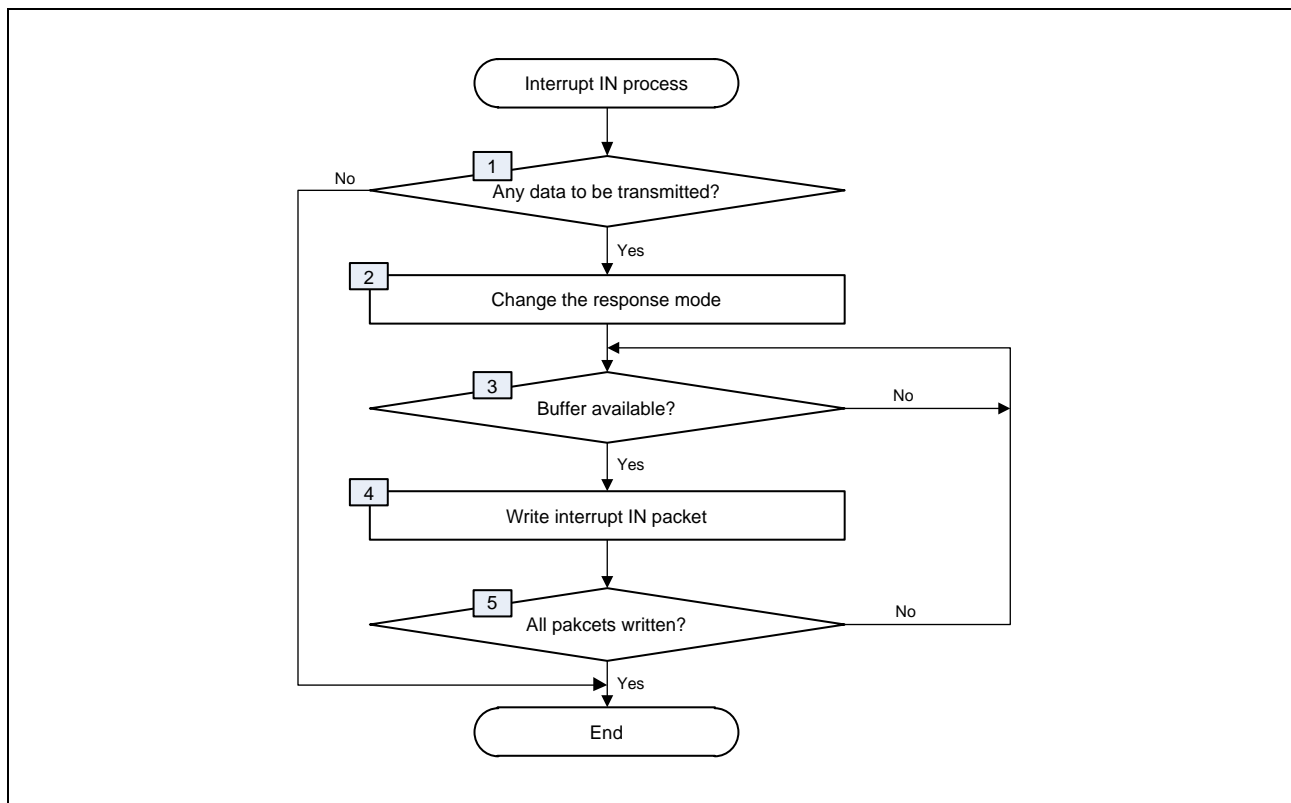 Interrupt IN process
1
Any data to be transmitted?
No
Yes
2
Change the response mode
3
Buffer available?
No
Yes
4
Write interrupt IN packet
5
All pakcets written?
No
Yes
End